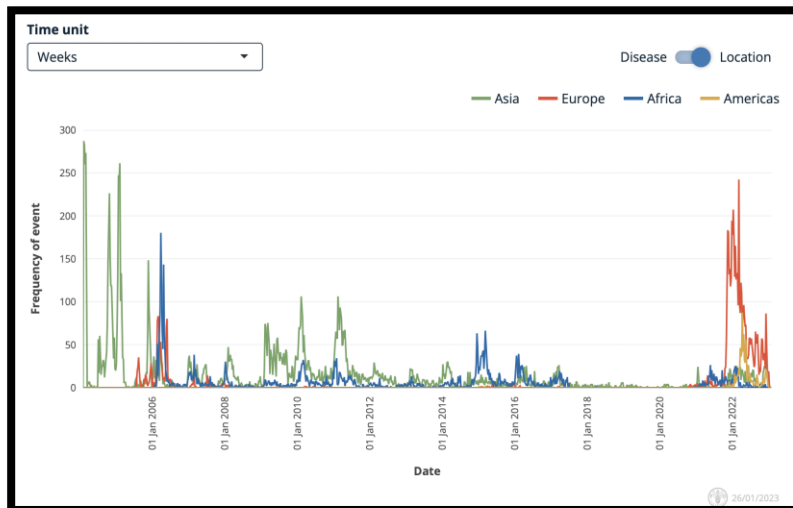 Time unit
Weeks
Disease Location
Asia Europe Africa Americas
300
250
200
150
100
50
0
Frequency of event
01 Jan 2006
01 Jan 2008
01 Jan 2010
01 Jan 2012
01 Jan 2014
01 Jan 2016
01 Jan 2018
01 Jan 2020
01 Jan 2022
Date
26/01/2023